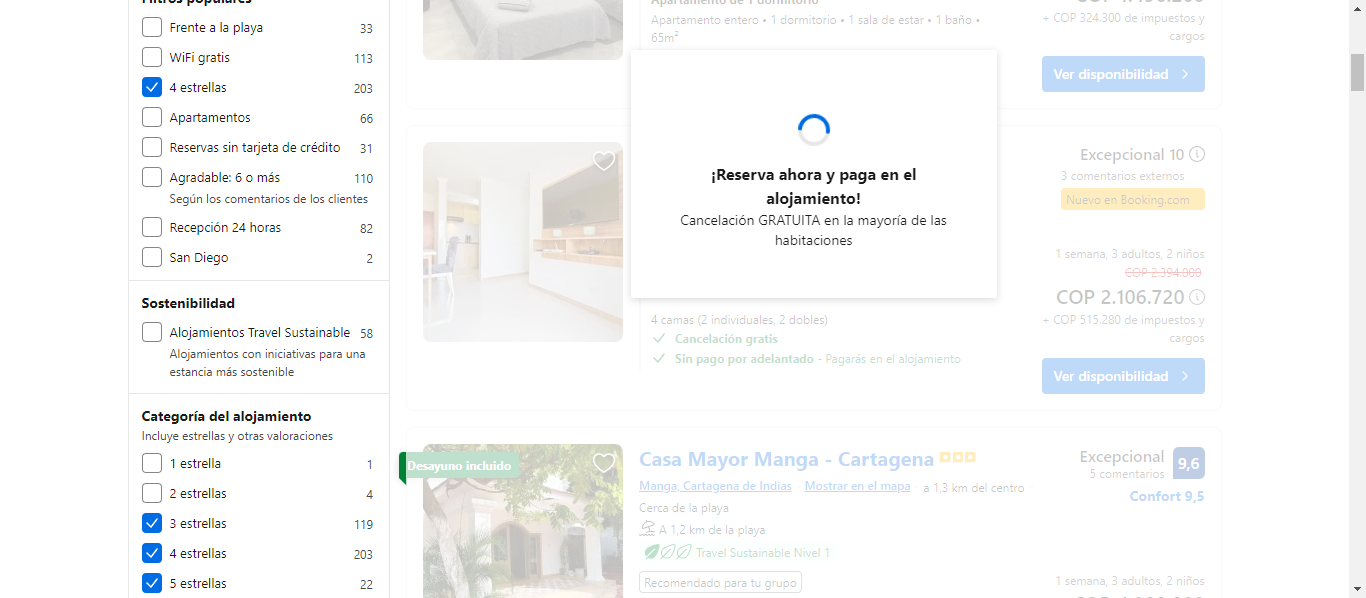 Filtros populares
Frente a la playa 33
WiFi gratis 113
4 estrellas 203
Apartamentos 66
Reservas sin tarjeta de crédito 31
Agradable: 6 o más 110
Según los comentarios de los clientes
Recepción 24 horas 82
San Diego 2
Sostenibilidad
Alojamientos Travel Sustainable 58
Alojamientos con iniciativas para una
estancia más sostenible
Categoría del alojamiento
Incluye estrellas y otras valoraciones
1 estrella 1
2 estrellas 4
3 estrellas 119
4 estrellas 203
5 estrellas 22
Apartamento de 1 dormitorio
Apartamento entero • 1 dormitorio • 1 sala de estar • 1 baño •
65m²
+ COP 324.300 de impuestos y
cargos
Ver disponibilidad
¡Reserva ahora y paga en el
alojamiento!
Cancelación GRATUITA en la mayoría de las
habitaciones
Excepcional 10
3 comentarios externos
Nuevo en Booking.com
1 semana, 3 adultos, 2 niños
COP 2.394.000
COP 2.106.720
+ COP 515.280 de impuestos y
cargos
4 camas (2 individuales, 2 dobles)
Cancelación gratis
Sin pago por adelantado - Pagarás en el alojamiento
Ver disponibilidad
Desayuno incluido
Casa Mayor Manga - Cartagena
Manga, Cartagena de Indias · Mostrar en el mapa · a 1,3 km del centro
Cerca de la playa
A 1,2 km de la playa
Travel Sustainable Nivel 1
Recomendado para tu grupo
Excepcional 9,6
5 comentarios
Confort 9,5
1 semana, 3 adultos, 2 niños